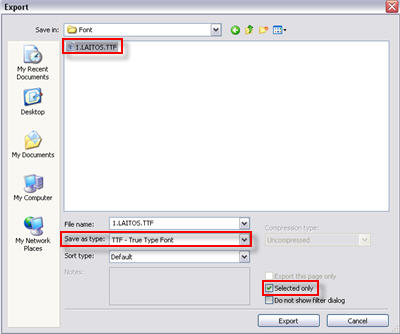 Export
Save in: Font
1.LAITOS.TTF
My Recent
Documents
Desktop
My Documents
My Computer
My Network
Places
File name: 1.LAITOS.TTF
Save as type: TTF - True Type Font
Sort type: Default
Notes:
Compression type:
Uncompressed
Export this page only
Selected only
Do not show filter dialog
Export Cancel